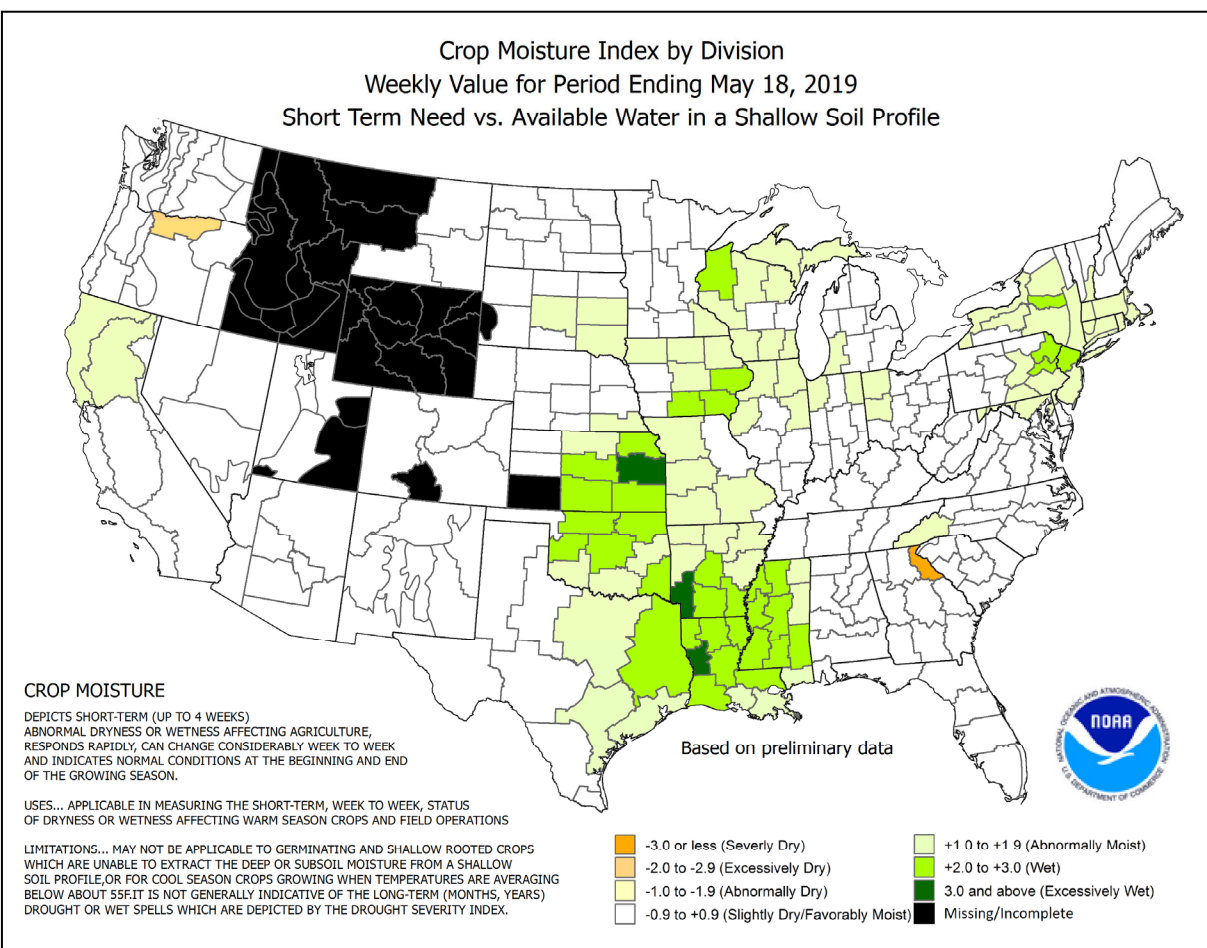 Crop Moisture Index by Division
Weekly Value for Period Ending May 18, 2019
Short Term Need vs. Available Water in a Shallow Soil Profile
CROP MOISTURE
DEPICTS SHORT-TERM (UP TO 4 WEEKS)
ABNORMAL DRYNESS OR WETNESS AFFECTING AGRICULTURE,
RESPONDS RAPIDLY, CAN CHANGE CONSIDERABLY WEEK TO WEEK
AND INDICATES NORMAL CONDITIONS AT THE BEGINNING AND END
OF THE GROWING SEASON.
USES... APPLICABLE IN MEASURING THE SHORT-TERM, WEEK TO WEEK, STATUS
OF DRYNESS OR WETNESS AFFECTING WARM SEASON CROPS AND FIELD OPERATIONS
LIMITATIONS... MAY NOT BE APPLICABLE TO GERMINATING AND SHALLOW ROOTED CROPS
WHICH ARE UNABLE TO EXTRACT THE DEEP OR SUBSOIL MOISTURE FROM A SHALLOW
SOIL PROFILE,OR FOR COOL SEASON CROPS GROWING WHEN TEMPERATURES ARE AVERAGING
BELOW ABOUT 55F.IT IS NOT GENERALLY INDICATIVE OF THE LONG-TERM (MONTHS, YEARS)
DROUGHT OR WET SPELLS WHICH ARE DEPICTED BY THE DROUGHT SEVERITY INDEX.
Based on preliminary data
NATIONAL OCEANIC AND ATMOSPHERIC ADMINISTRATION
NOAA
U.S. DEPARTMENT OF COMMERCE
-3.0 or less (Severly Dry)
-2.0 to -2.9 (Excessively Dry)
-1.0 to -1.9 (Abnormally Dry)
-0.9 to +0.9 (Slightly Dry/Favorably Moist)
+1.0 to +1.9 (Abnormally Moist)
+2.0 to +3.0 (Wet)
3.0 and above (Excessively Wet)
Missing/Incomplete